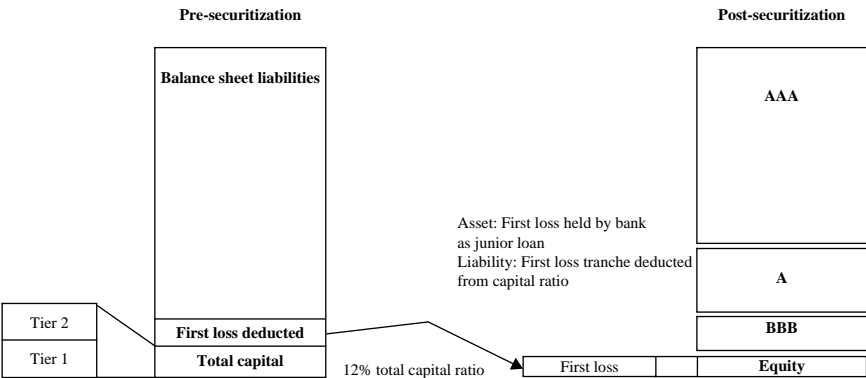 Pre-securitization
Post-securitization
Balance sheet liabilities
AAA
Asset: First loss held by bank
as junior loan
Liability: First loss tranche deducted
from capital ratio
A
Tier 2
First loss deducted
BBB
Tier 1
Total capital
12% total capital ratio
First loss
Equity